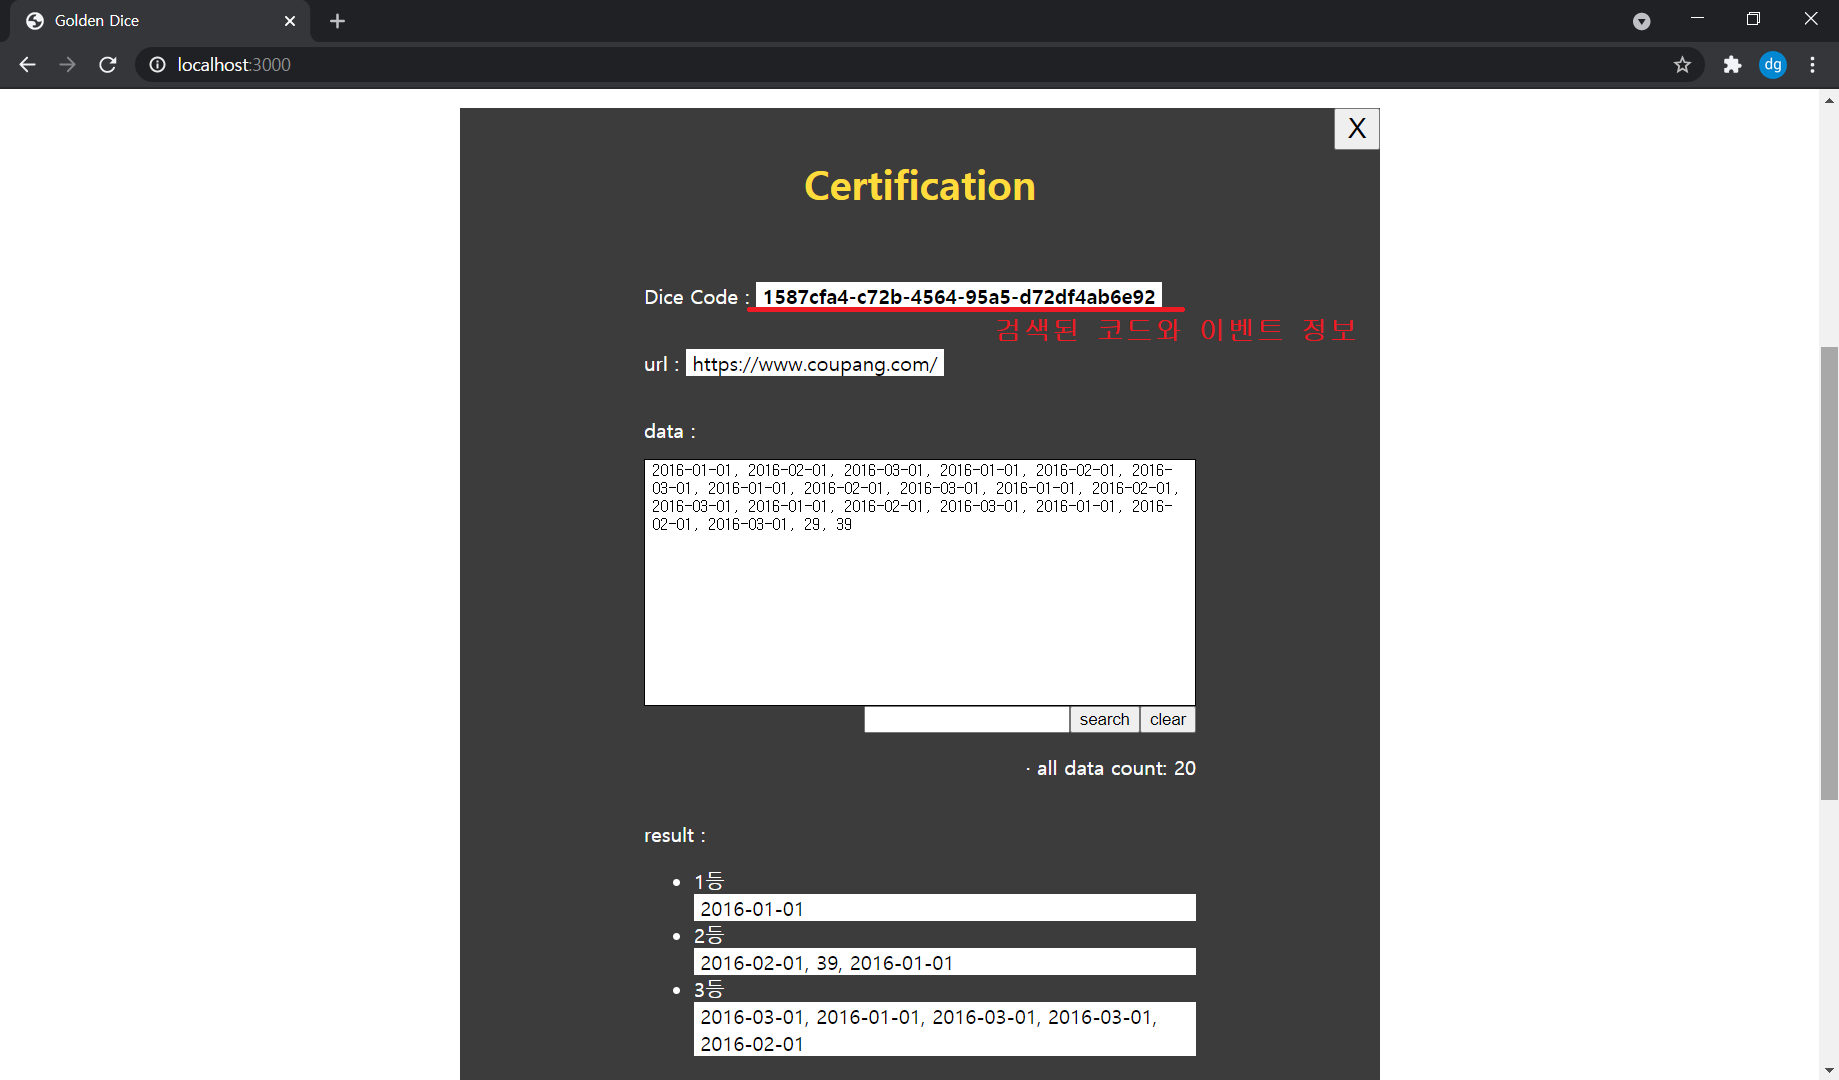 Golden Dice
localhost:3000
dg
X
Certification
Dice Code : 1587cfa4-c72b-4564-95a5-d72df4ab6e92
검색된 코드와 이벤트 정보
url : https://www.coupang.com/
data :
2016-01-01, 2016-02-01, 2016-03-01, 2016-01-01, 2016-02-01, 2016-
03-01, 2016-01-01, 2016-02-01, 2016-03-01, 2016-01-01, 2016-02-01,
2016-03-01, 2016-01-01, 2016-02-01, 2016-03-01, 2016-01-01, 2016-
02-01, 2016-03-01, 29, 39
search clear
· all data count: 20
result :
• 1등
2016-01-01
• 2등
2016-02-01, 39, 2016-01-01
• 3등
2016-03-01, 2016-01-01, 2016-03-01, 2016-03-01,
2016-02-01